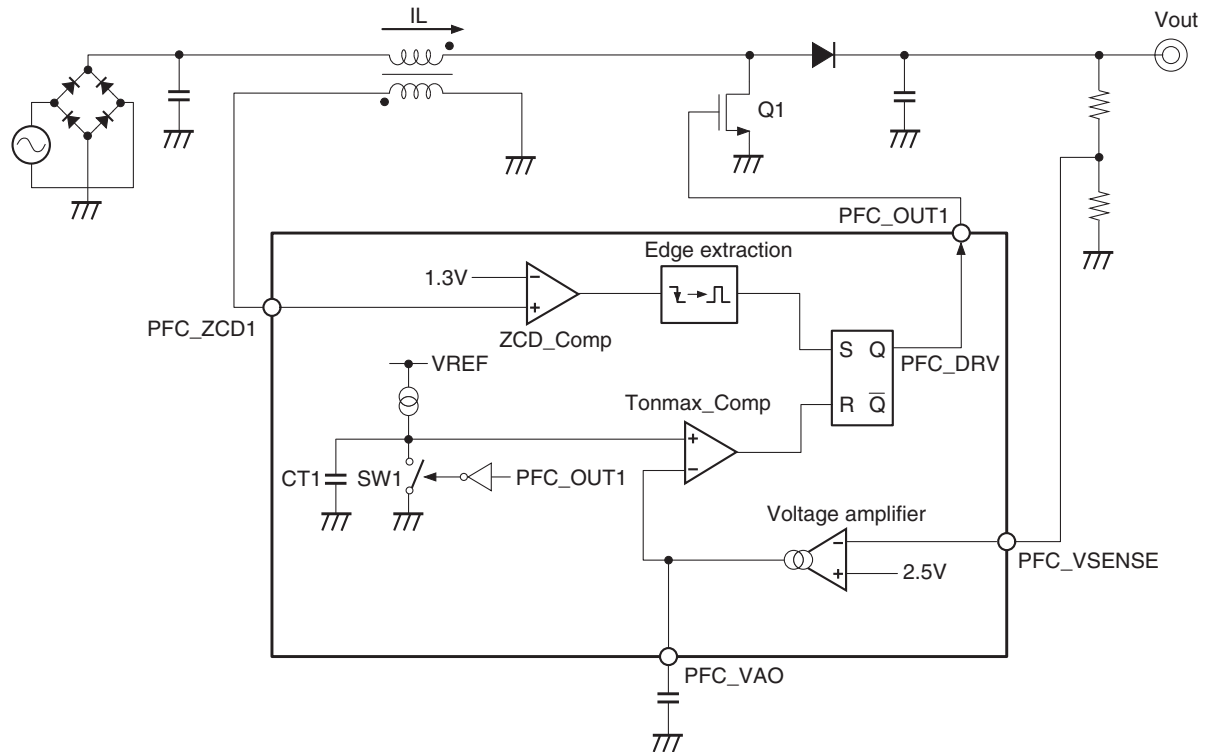 IL
Vout
Q1
PFC_OUT1
Edge extraction
1.3V
−
+
PFC_ZCD1
ZCD_Comp
S Q
PFC_DRV
VREF
Tonmax_Comp
R Q̅
+
−
CT1
SW1
PFC_OUT1
Voltage amplifier
−
+
2.5V
PFC_VSENSE
PFC_VAO